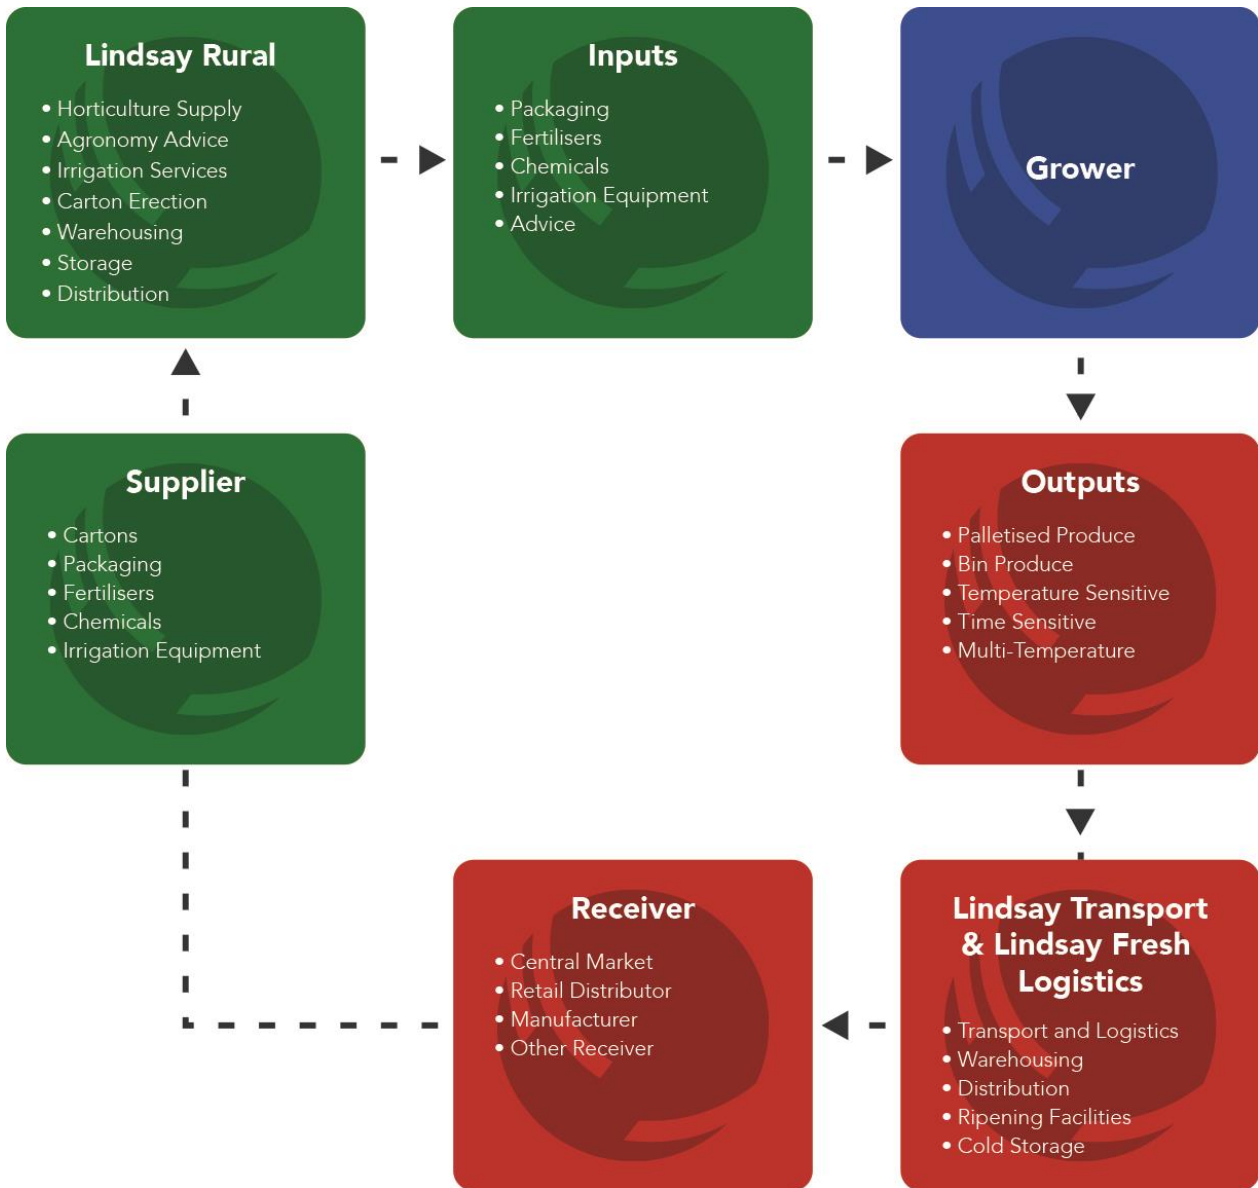 Lindsay Rural
• Horticulture Supply
• Agronomy Advice
• Irrigation Services
• Carton Erection
• Warehousing
• Storage
• Distribution
Inputs
• Packaging
• Fertilisers
• Chemicals
• Irrigation Equipment
• Advice
Grower
Supplier
• Cartons
• Packaging
• Fertilisers
• Chemicals
• Irrigation Equipment
Outputs
• Palletised Produce
• Bin Produce
• Temperature Sensitive
• Time Sensitive
• Multi-Temperature
Receiver
• Central Market
• Retail Distributor
• Manufacturer
• Other Receiver
Lindsay Transport
& Lindsay Fresh
Logistics
• Transport and Logistics
• Warehousing
• Distribution
• Ripening Facilities
• Cold Storage